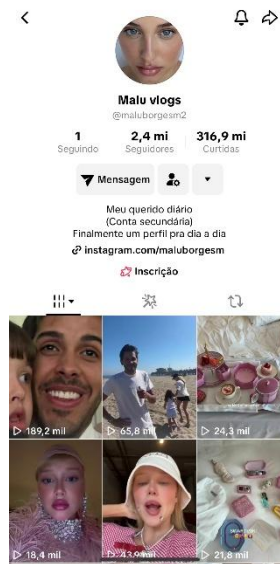 Malu vlogs
@maluborgesm2
1 2,4 mi 316,9 mi
Seguindo Seguidores Curtidas
Mensagem
Meu querido diário
(Conta secundária)
Finalmente um perfil pra dia a dia
instagram.com/maluborgesm
Inscrição
189,2 mil 65,8 24,3 mil
18,4 mil 43,9 mil 21,8 mil